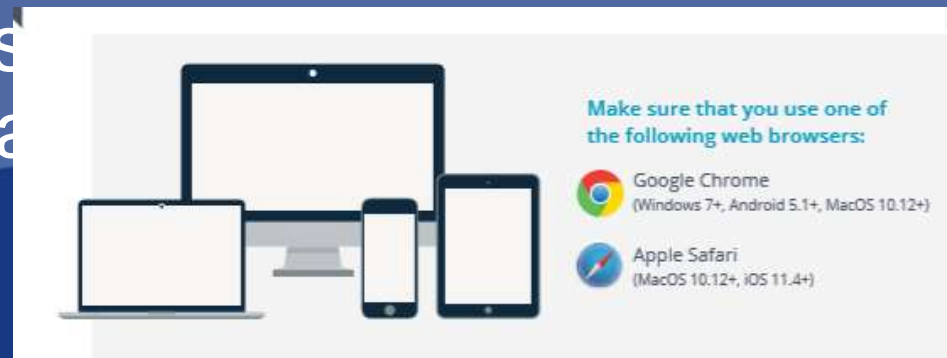 s
a
Make sure that you use one of
the following web browsers:
Google Chrome
(Windows 7+, Android 5.1+, MacOS 10.12+)
Apple Safari
(MacOS 10.12+, iOS 11.4+)